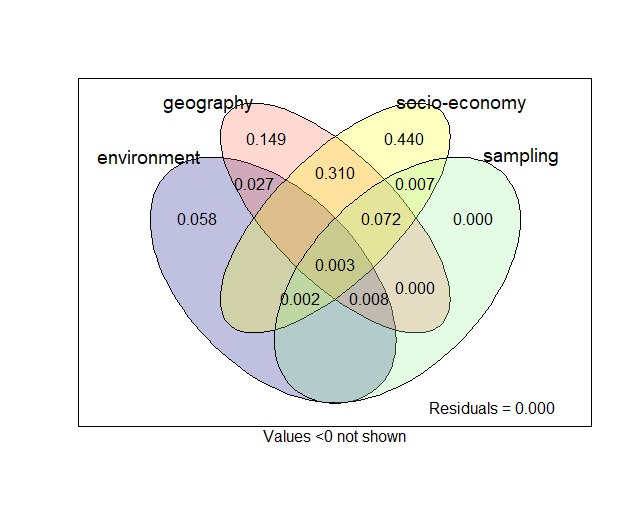 geography socio-economy
environment sampling
0.149 0.440
0.310
0.027 0.007
0.058 0.072 0.000
0.003
0.002 0.008 0.000
Residuals = 0.000
Values <0 not shown